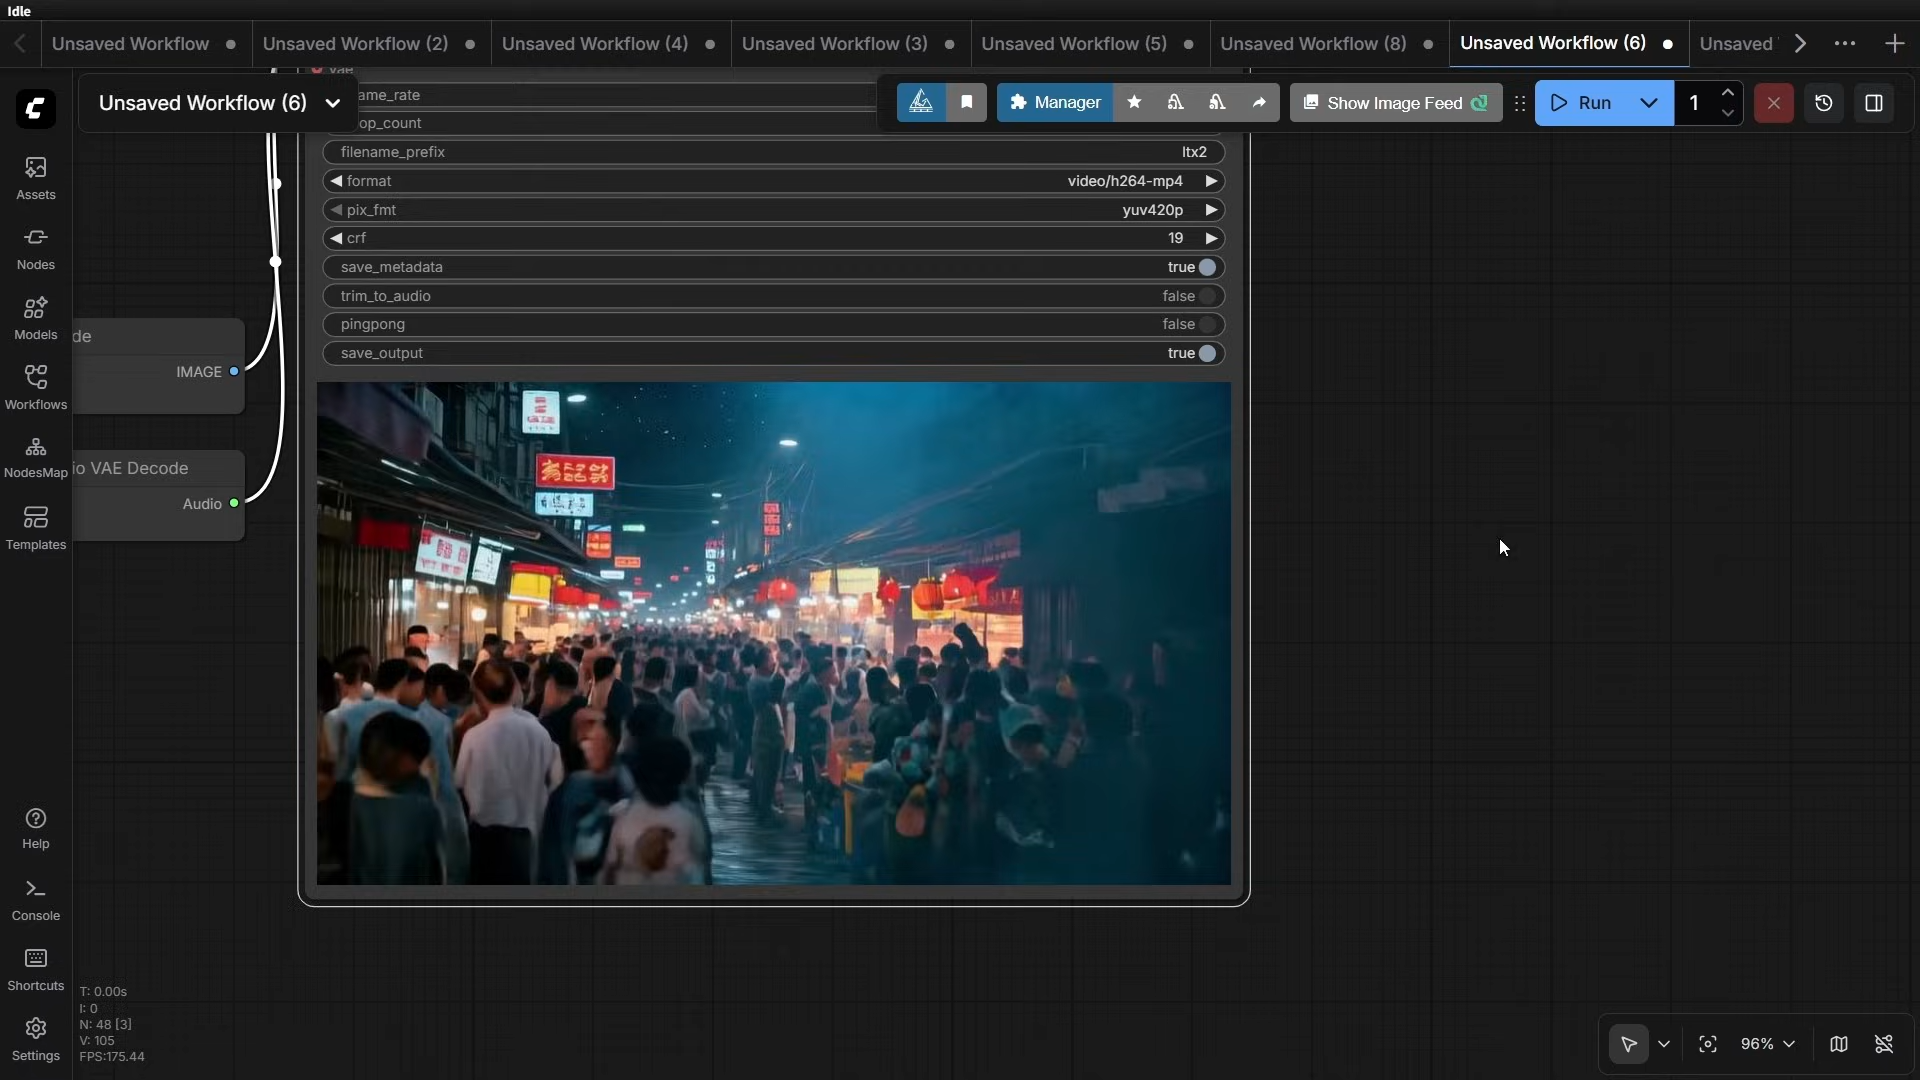 Idle
Unsaved Workflow
Unsaved Workflow (2)
Unsaved Workflow (4)
Unsaved Workflow (3)
Unsaved Workflow (5)
Unsaved Workflow (8)
Unsaved Workflow (6)
Unsaved
Unsaved Workflow (6)
Manager
Show Image Feed
Run
1
vae
ame_rate
op_count
filename_prefix ltx2
format video/h264-mp4
pix_fmt yuv420p
crf 19
save_metadata true
trim_to_audio false
pingpong false
save_output true
de
IMAGE
io VAE Decode
Audio
Assets
Nodes
Models
Workflows
NodesMap
Templates
Help
Console
Shortcuts
Settings
T: 0.00s
I: 0
N: 48 [3]
V: 105
FPS:175.44
96%